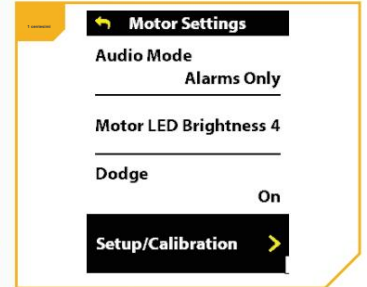 Motor Settings
Audio Mode
Alarms Only
Motor LED Brightness 4
Dodge
On
Setup/Calibration